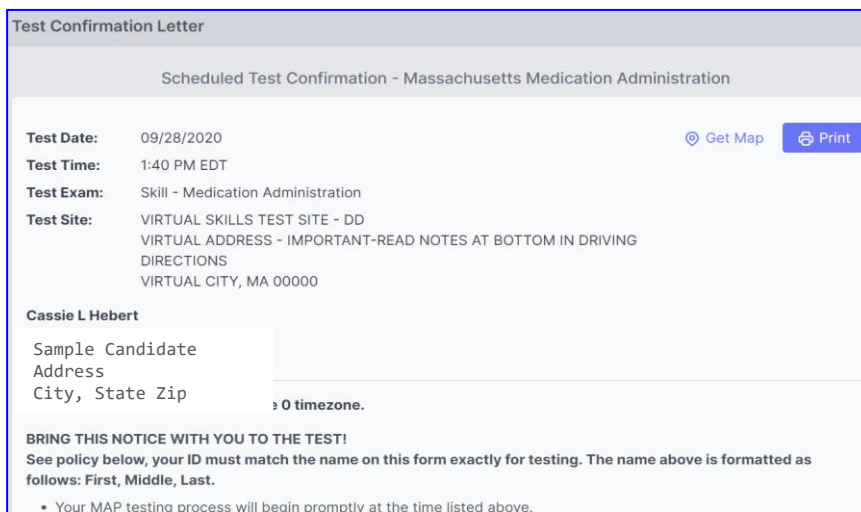 Test Confirmation Letter
Scheduled Test Confirmation - Massachusetts Medication Administration
Test Date: 09/28/2020 Get Map Print
Test Time: 1:40 PM EDT
Test Exam: Skill - Medication Administration
Test Site: VIRTUAL SKILLS TEST SITE - DD
VIRTUAL ADDRESS - IMPORTANT-READ NOTES AT BOTTOM IN DRIVING
DIRECTIONS
VIRTUAL CITY, MA 00000
Cassie L Hebert
Sample Candidate
Address
City, State Zip
0 timezone.
BRING THIS NOTICE WITH YOU TO THE TEST!
See policy below, your ID must match the name on this form exactly for testing. The name above is formatted as
follows: First, Middle, Last.
• Your MAP testing process will begin promptly at the time listed above.